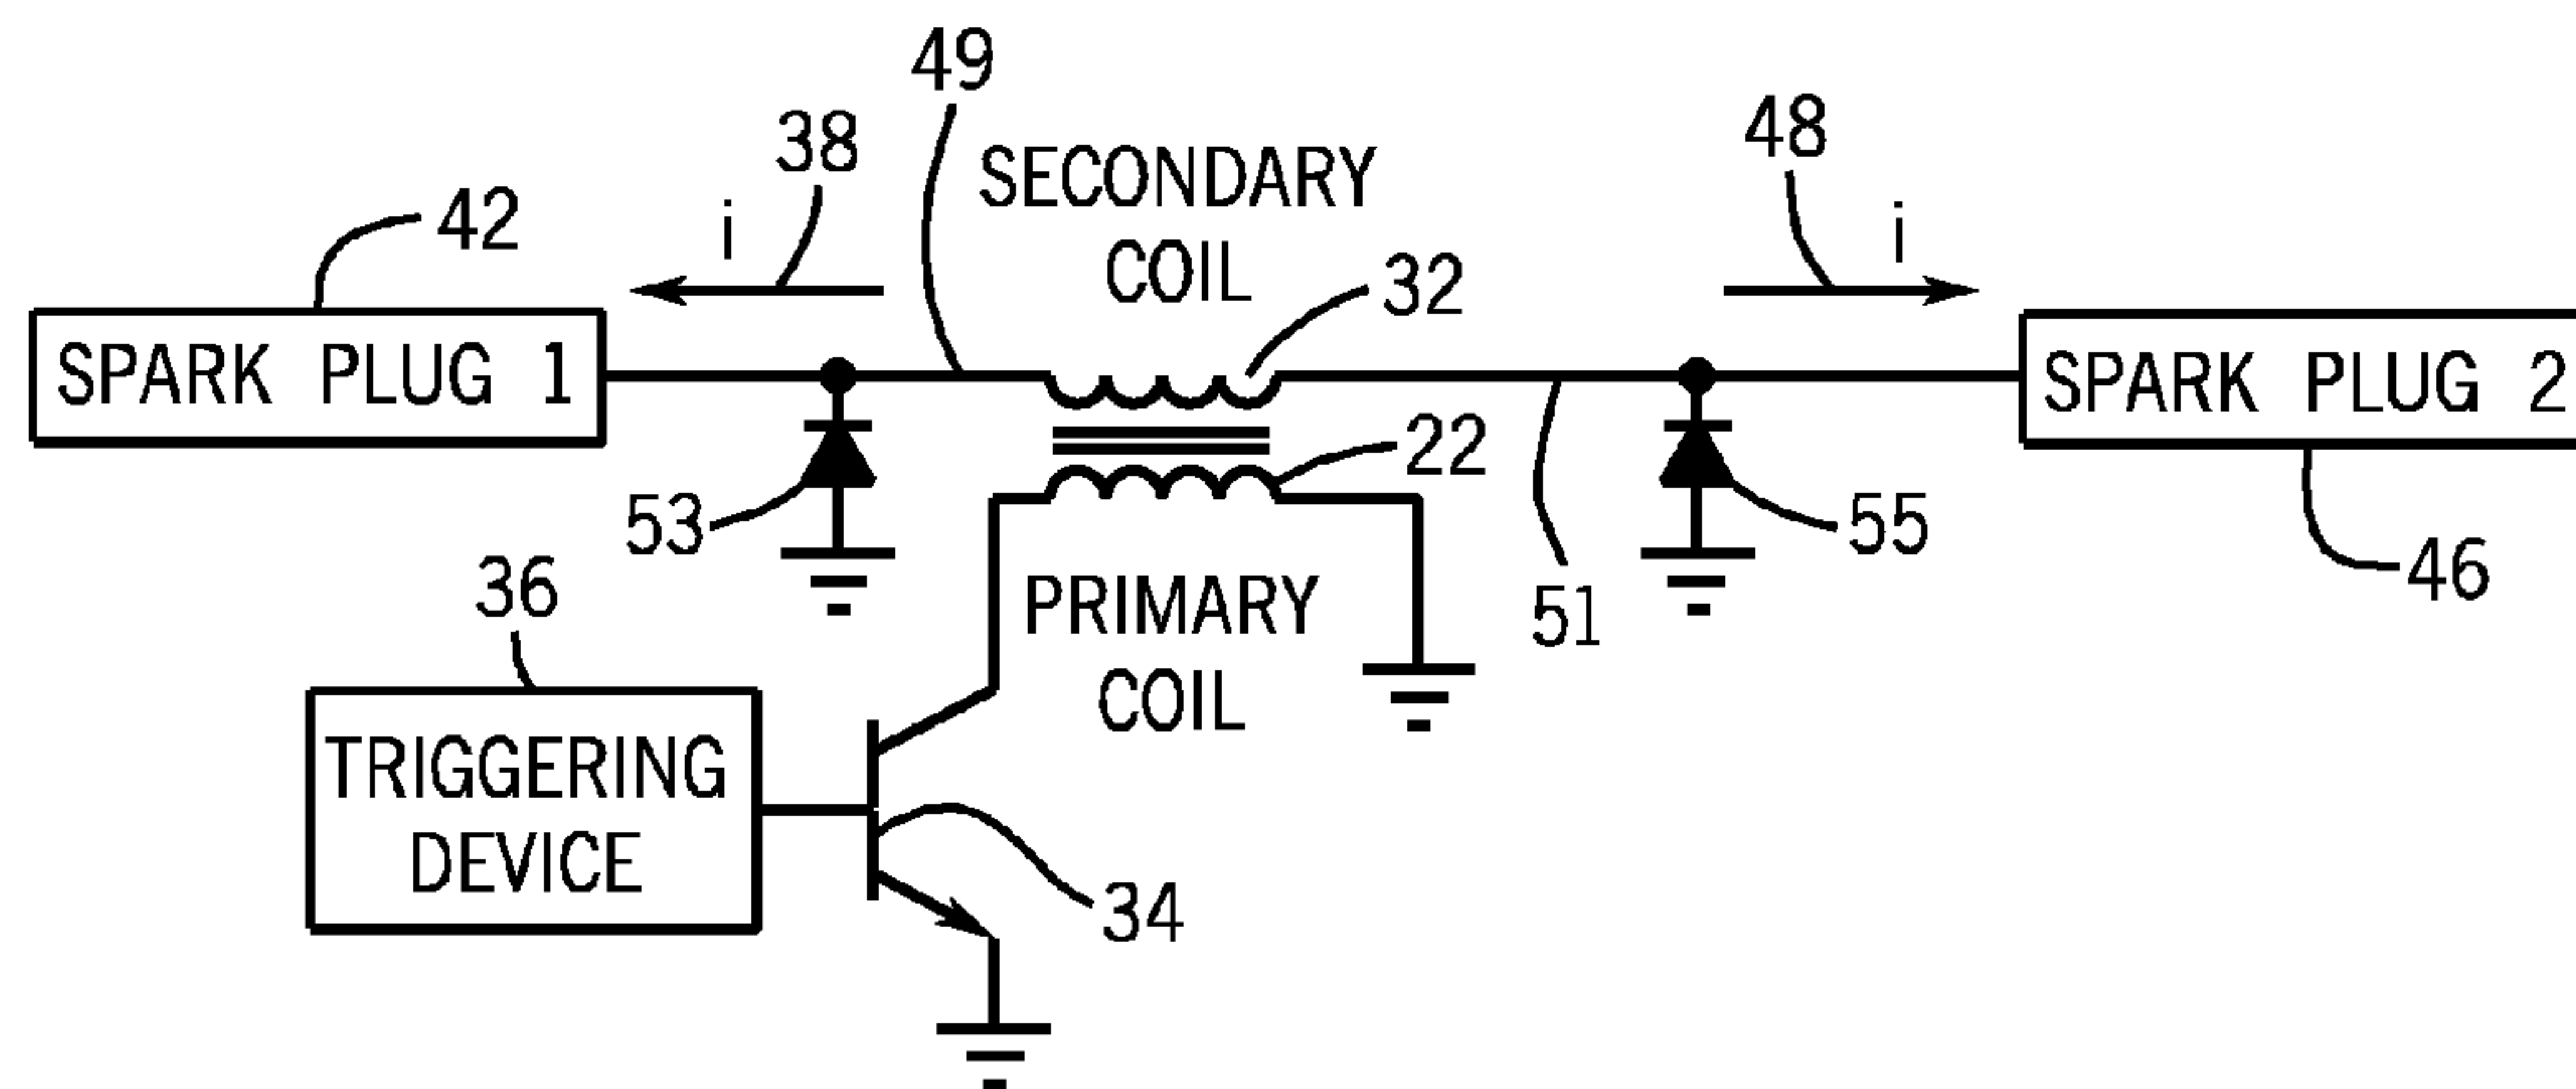 49
38
SECONDARY
COIL
48
42
i
i
32
SPARK PLUG 1
SPARK PLUG 2
22
53
55
36
PRIMARY
COIL
51
46
TRIGGERING
DEVICE
34